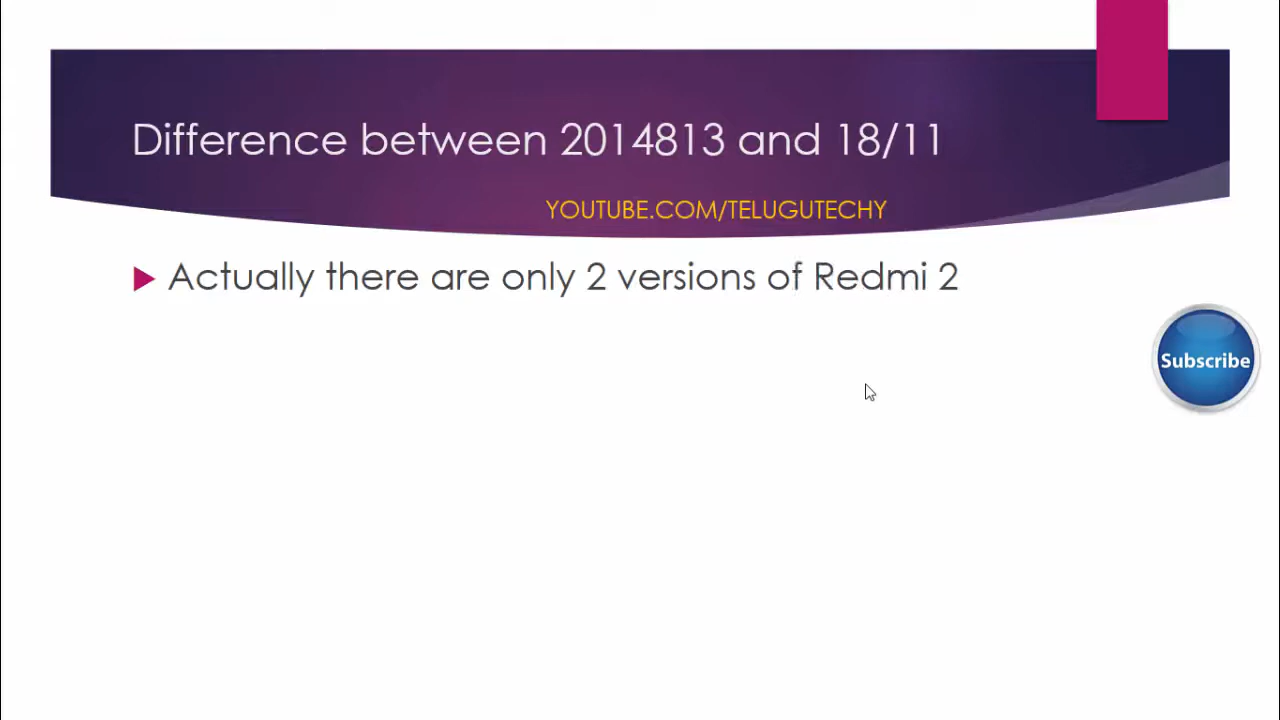 Difference between 2014813 and 18/11
YOUTUBE.COM/TELUGUTECHY
Actually there are only 2 versions of Redmi 2
Subscribe